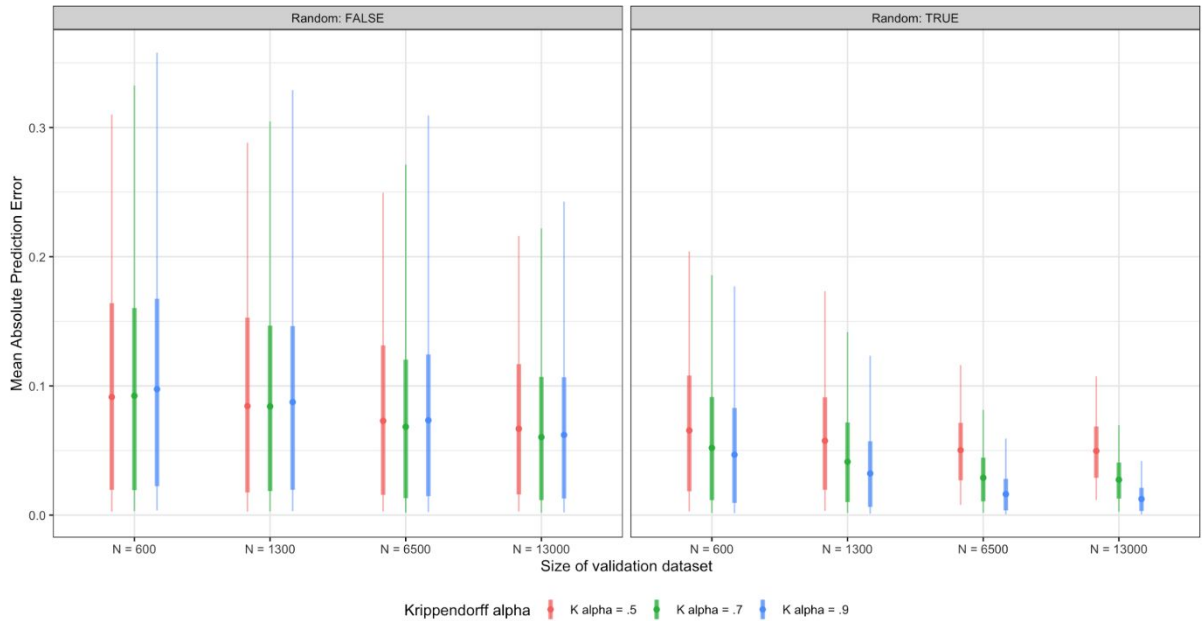 Random: FALSE
Random: TRUE
Mean Absolute Prediction Error
0.3
0.2
0.1
0.0
N = 600
N = 1300
N = 6500
N = 13000
N = 600
N = 1300
N = 6500
N = 13000
Size of validation dataset
Krippendorff alpha
K alpha = .5
K alpha = .7
K alpha = .9